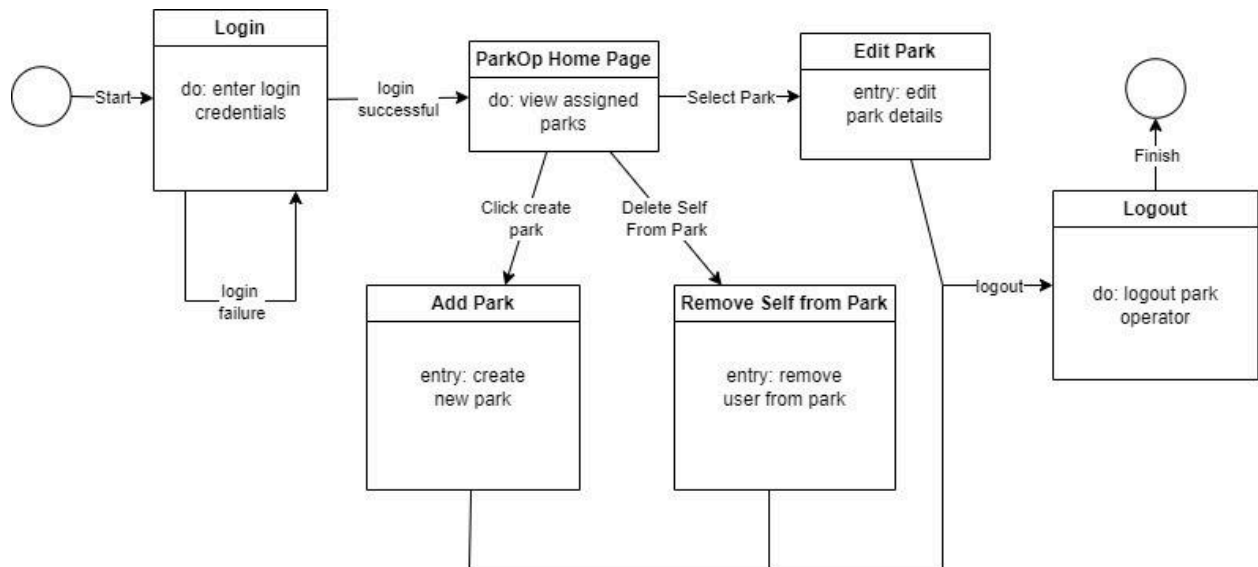 Start
Login
do: enter login
credentials
login
failure
login
successful
ParkOp Home Page
do: view assigned
parks
Select Park
Edit Park
entry: edit
park details
Click create
park
Delete Self
From Park
Add Park
entry: create
new park
Remove Self from Park
entry: remove
user from park
logout
Logout
do: logout park
operator
Finish